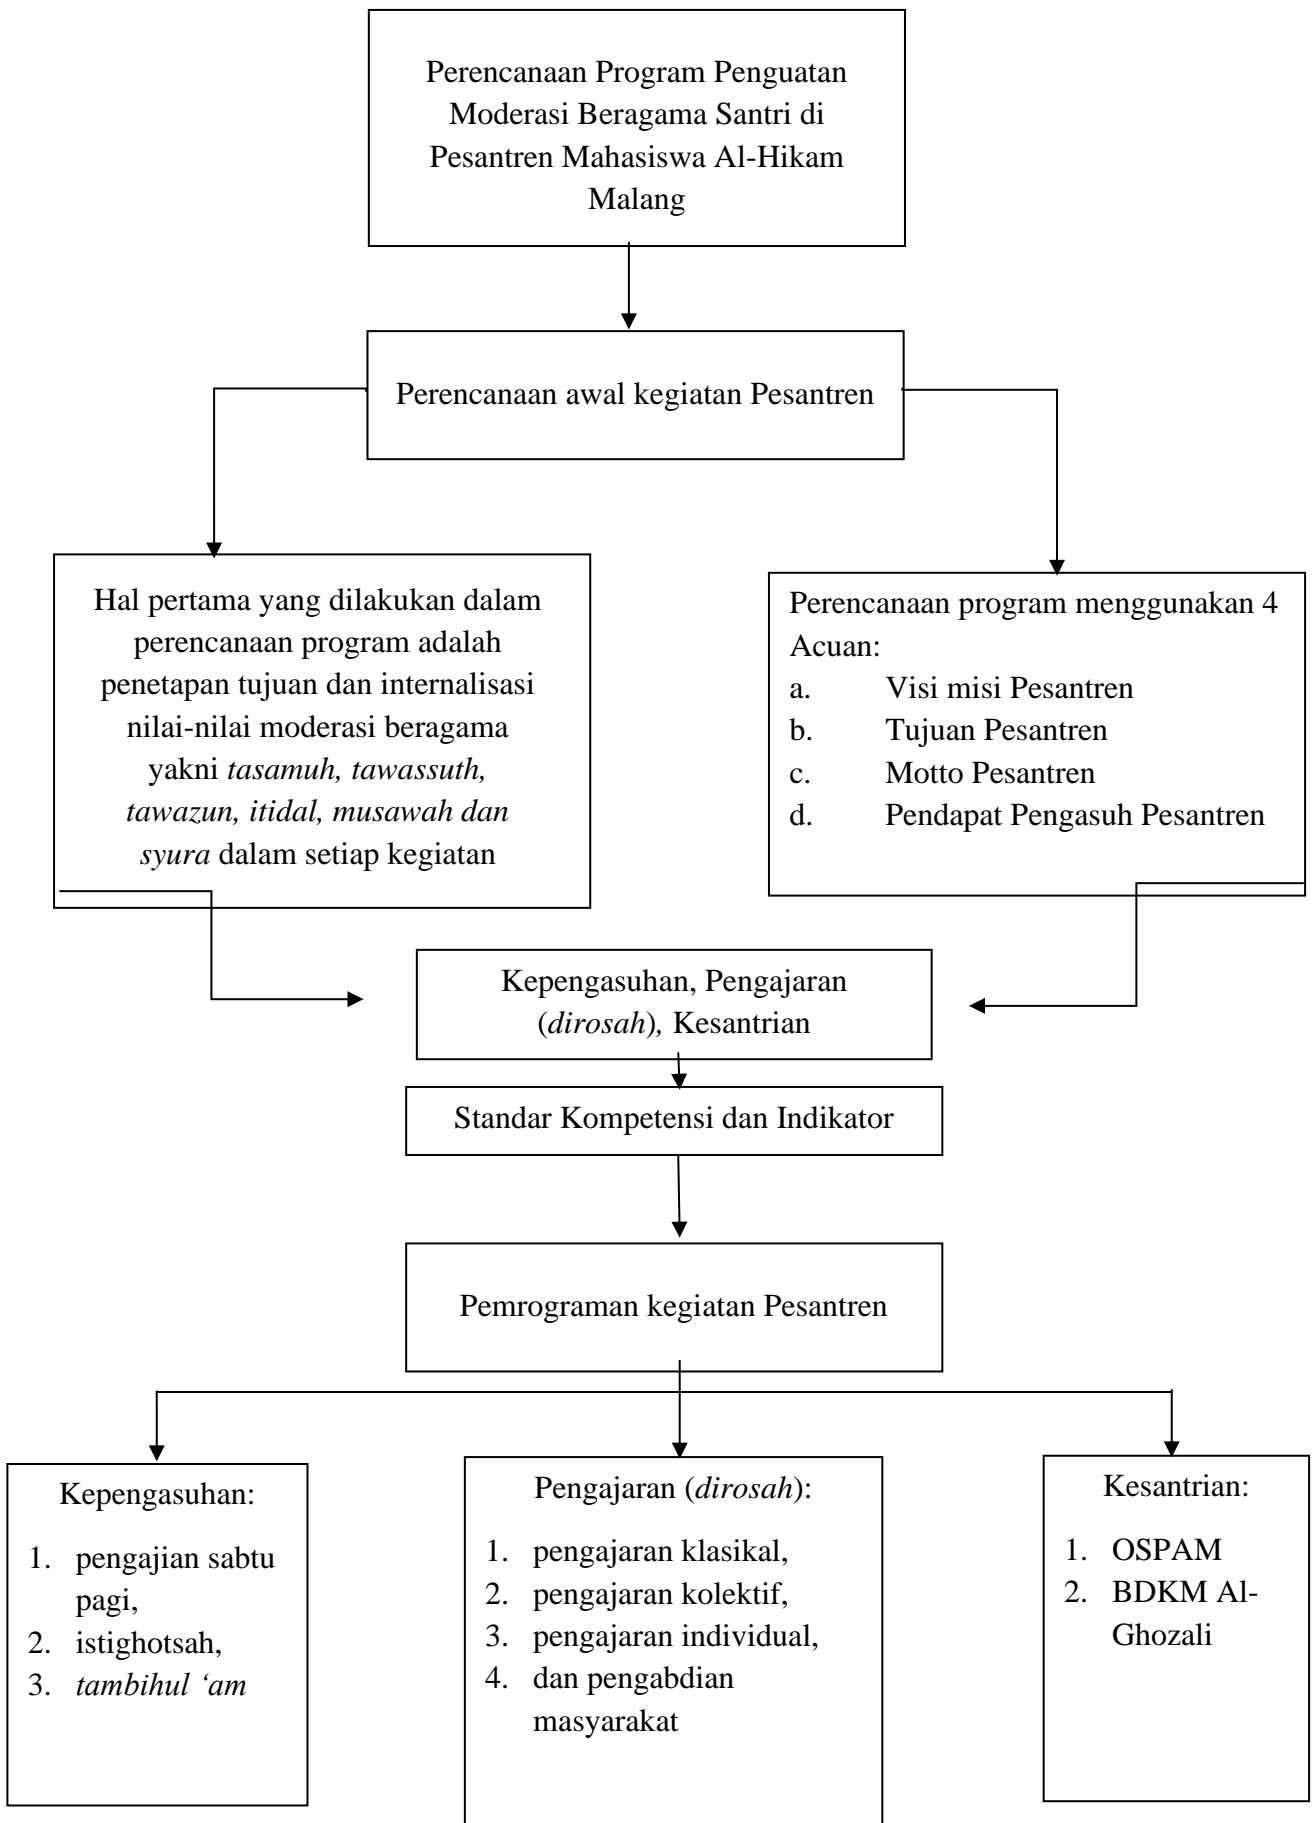 Perencanaan Program Penguatan
Moderasi Beragama Santri di
Pesantren Mahasiswa Al-Hikam
Malang
Perencanaan awal kegiatan Pesantren
Hal pertama yang dilakukan dalam
perencanaan program adalah
penetapan tujuan dan internalisasi
nilai-nilai moderasi beragama
yakni tasamuh, tawassuth,
tawazun, itidal, musawah dan
syura dalam setiap kegiatan
Perencanaan program menggunakan 4
Acuan:
a. Visi misi Pesantren
b. Tujuan Pesantren
c. Motto Pesantren
d. Pendapat Pengasuh Pesantren
Kepengasuhan, Pengajaran
(dirosah), Kesantrian
Standar Kompetensi dan Indikator
Pemrograman kegiatan Pesantren
Kepengasuhan:
1. pengajian sabtu
pagi,
2. istighotsah,
3. tambihul ‘am
Pengajaran (dirosah):
1. pengajaran klasikal,
2. pengajaran kolektif,
3. pengajaran individual,
4. dan pengabdian
masyarakat
Kesantrian:
1. OSPAM
2. BDKM Al-
Ghozali